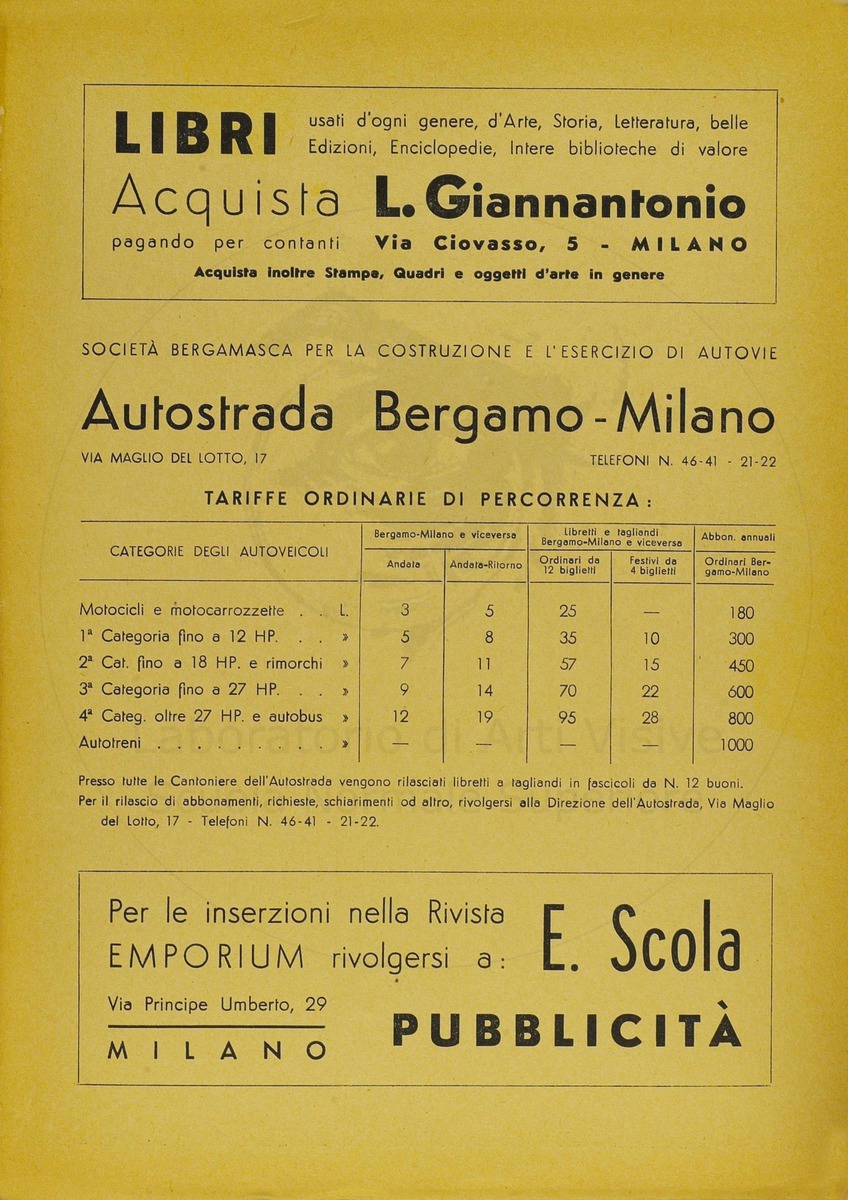 LIBRI usati d'ogni genere, d'Arte, Storia, Letteratura, belle
Edizioni, Enciclopedie, Intere biblioteche di valore
Acquista L. Giannantonio
pagando per contanti Via Ciovasso, 5 - MILANO
Acquista inoltre Stampe, Quadri e oggetti d'arte in genere
SOCIETÀ BERGAMASCA PER LA COSTRUZIONE E L'ESERCIZIO DI AUTOVIE
Autostrada Bergamo - Milano
VIA MAGLIO DEL LOTTO, 17 TELEFONI N. 46-41 - 21-22
TARIFFE ORDINARIE DI PERCORRENZA :
CATEGORIE DEGLI AUTOVEICOLI
Bergamo-Milano e viceversa
Andata
Andata-Ritorno
Libretti e tagliandi
Bergamo-Milano e viceversa
Ordinari da
12 biglietti
Festivi da
4 biglietti
Abbon. annuali
Ordinari Ber-
gamo-Milano
Motocicli e motocarrozzette . . L. 3 5 25 — 180
1ª Categoria fino a 12 HP. . . » 5 8 35 10 300
2ª Cat. fino a 18 HP. e rimorchi » 7 11 57 15 450
3ª Categoria fino a 27 HP. . . » 9 14 70 22 600
4ª Categ. oltre 27 HP. e autobus » 12 19 95 28 800
Autotreni . . . . . . . . . . » — — — — 1000
Laboratorio di Arti Visive
Presso tutte le Cantoniere dell'Autostrada vengono rilasciati libretti a tagliandi in fascicoli da N. 12 buoni.
Per il rilascio di abbonamenti, richieste, schiarimenti od altro, rivolgersi alla Direzione dell'Autostrada, Via Maglio
del Lotto, 17 - Telefoni N. 46-41 - 21-22.
Per le inserzioni nella Rivista
EMPORIUM rivolgersi a :
E. Scola
Via Principe Umberto, 29
MILANO
PUBBLICITÀ